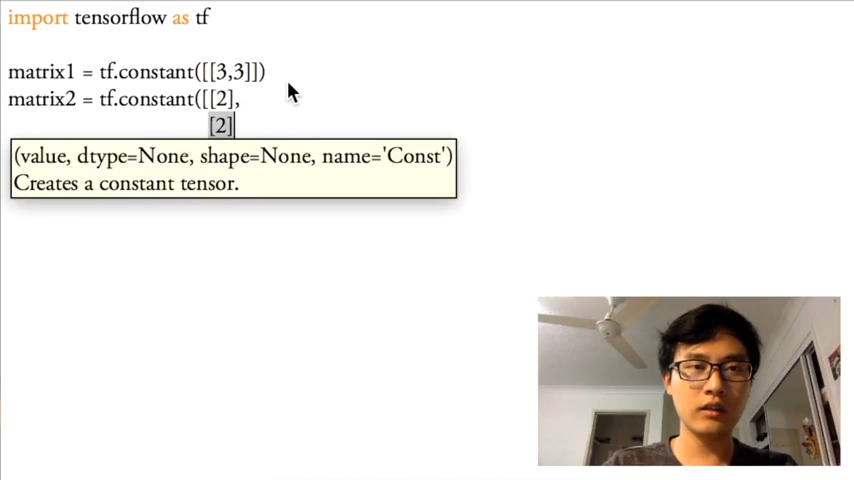 import tensorflow as tf
matrix1 = tf.constant([[3,3]])
matrix2 = tf.constant([[2],
[2]
(value, dtype=None, shape=None, name='Const')
Creates a constant tensor.